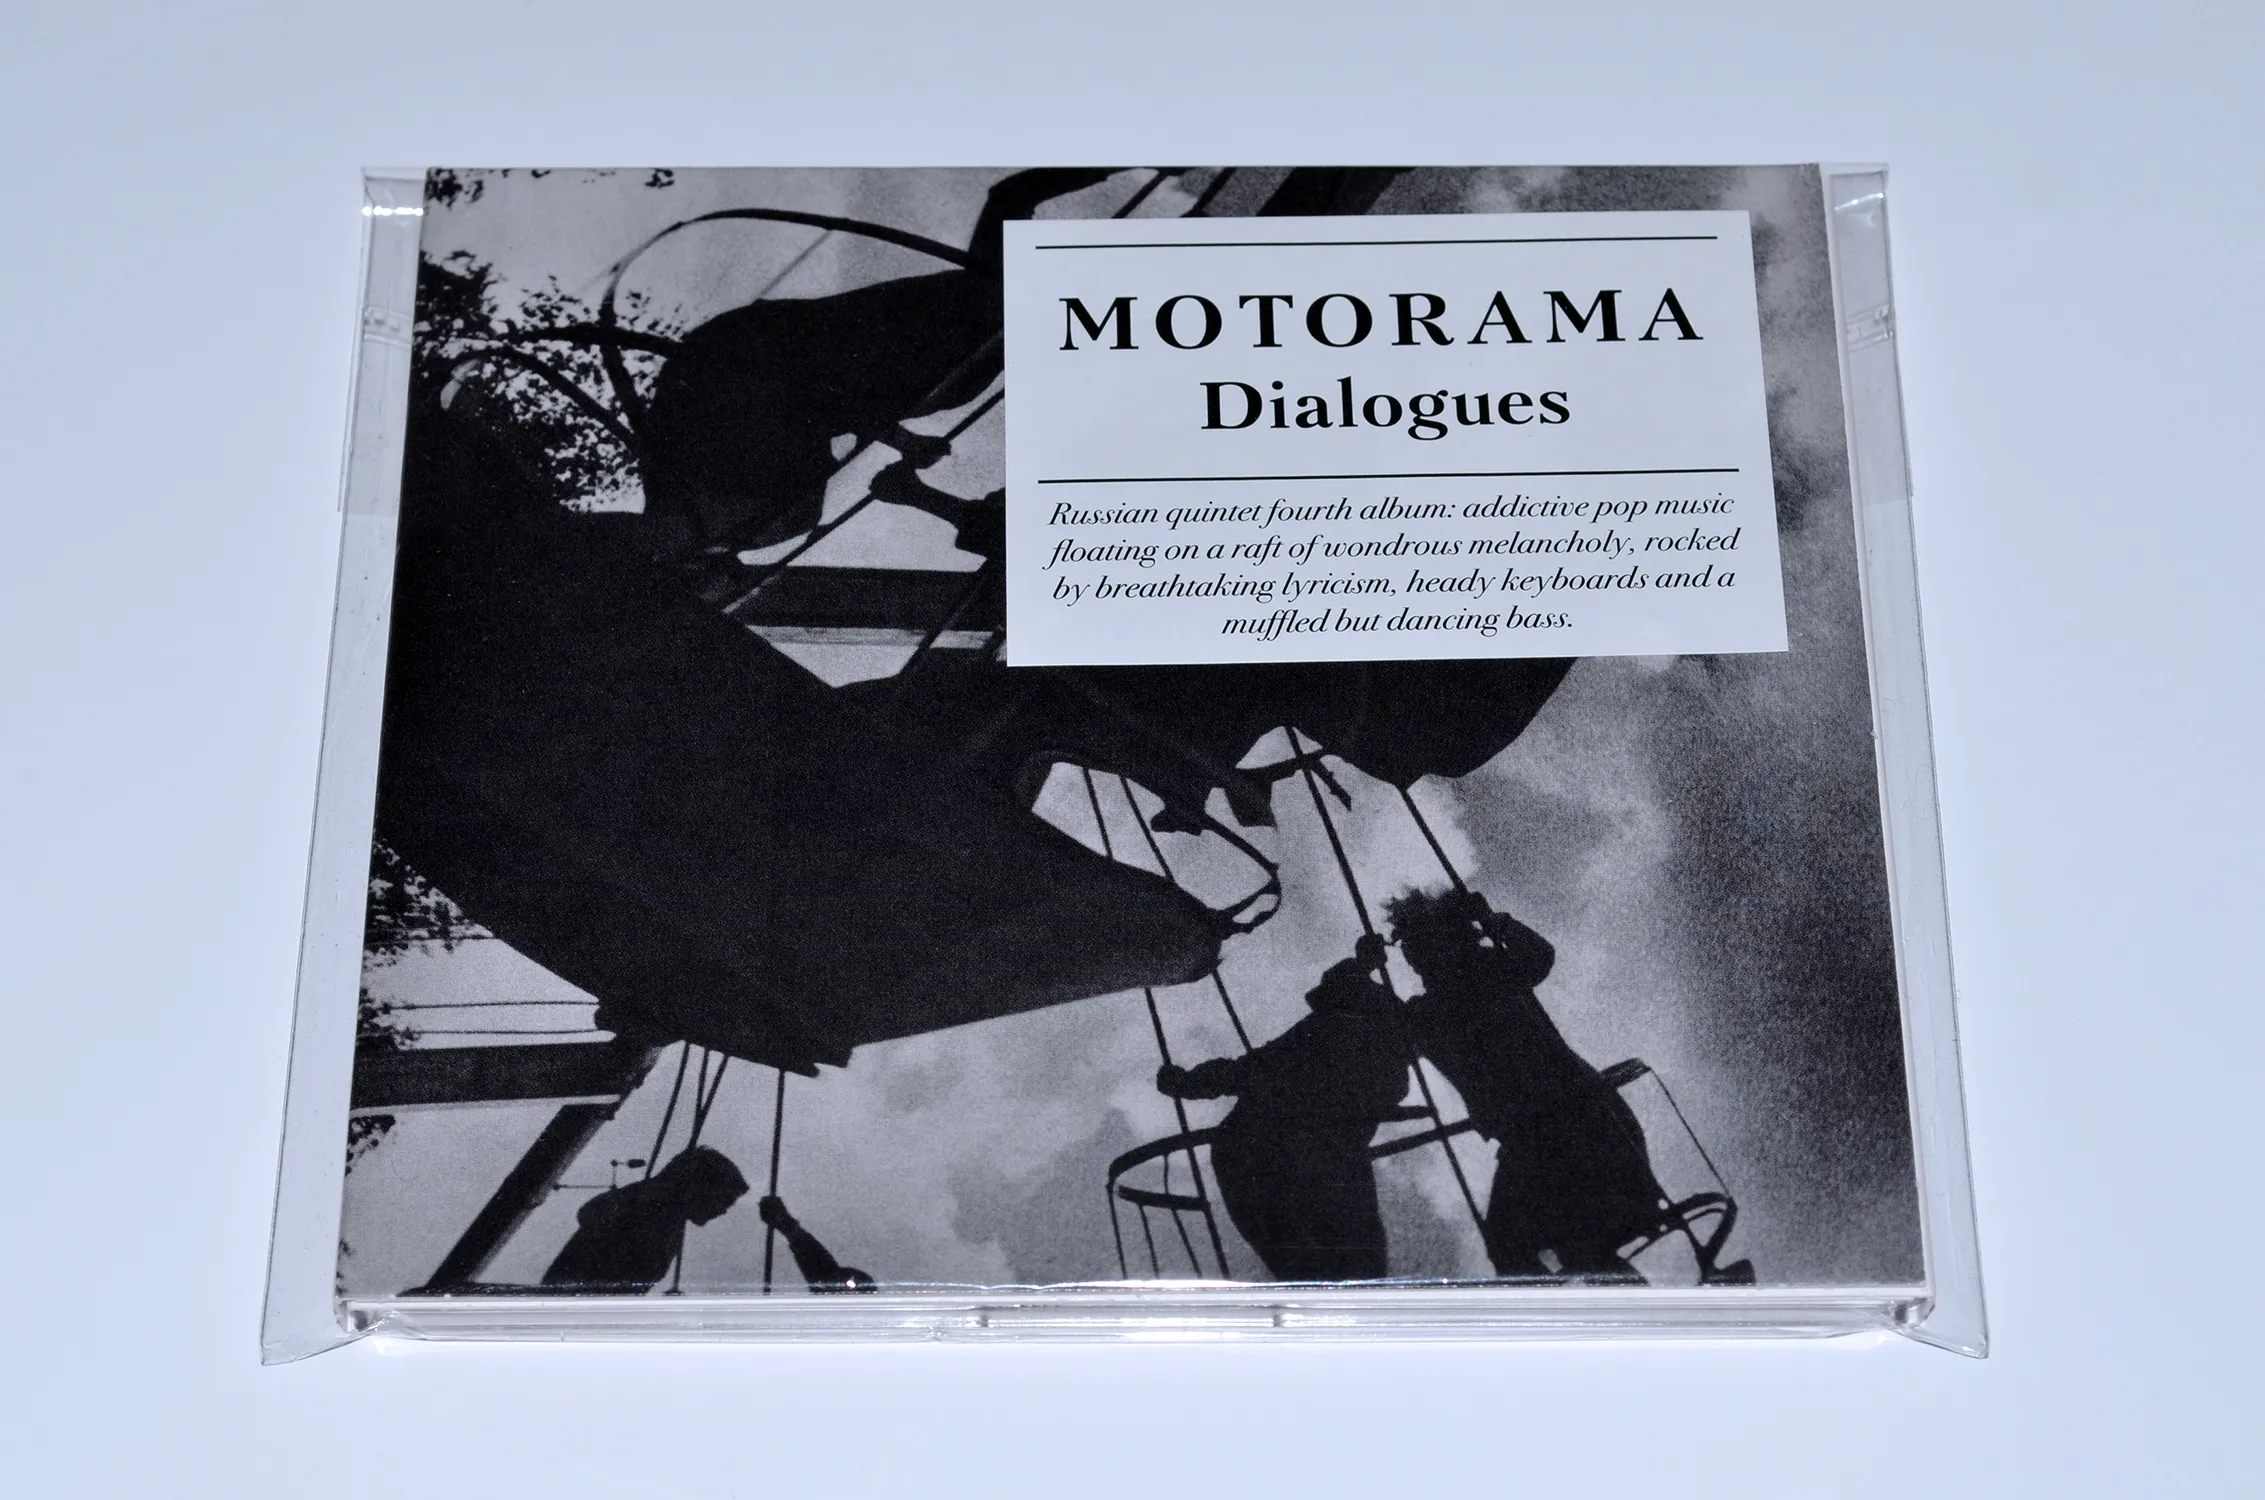 MOTORAMA
Dialogues
Russian quintet fourth album: addictive pop music
floating on a raft of wondrous melancholy, rocked
by breathtaking lyricism, heady keyboards and a
muffled but dancing bass.